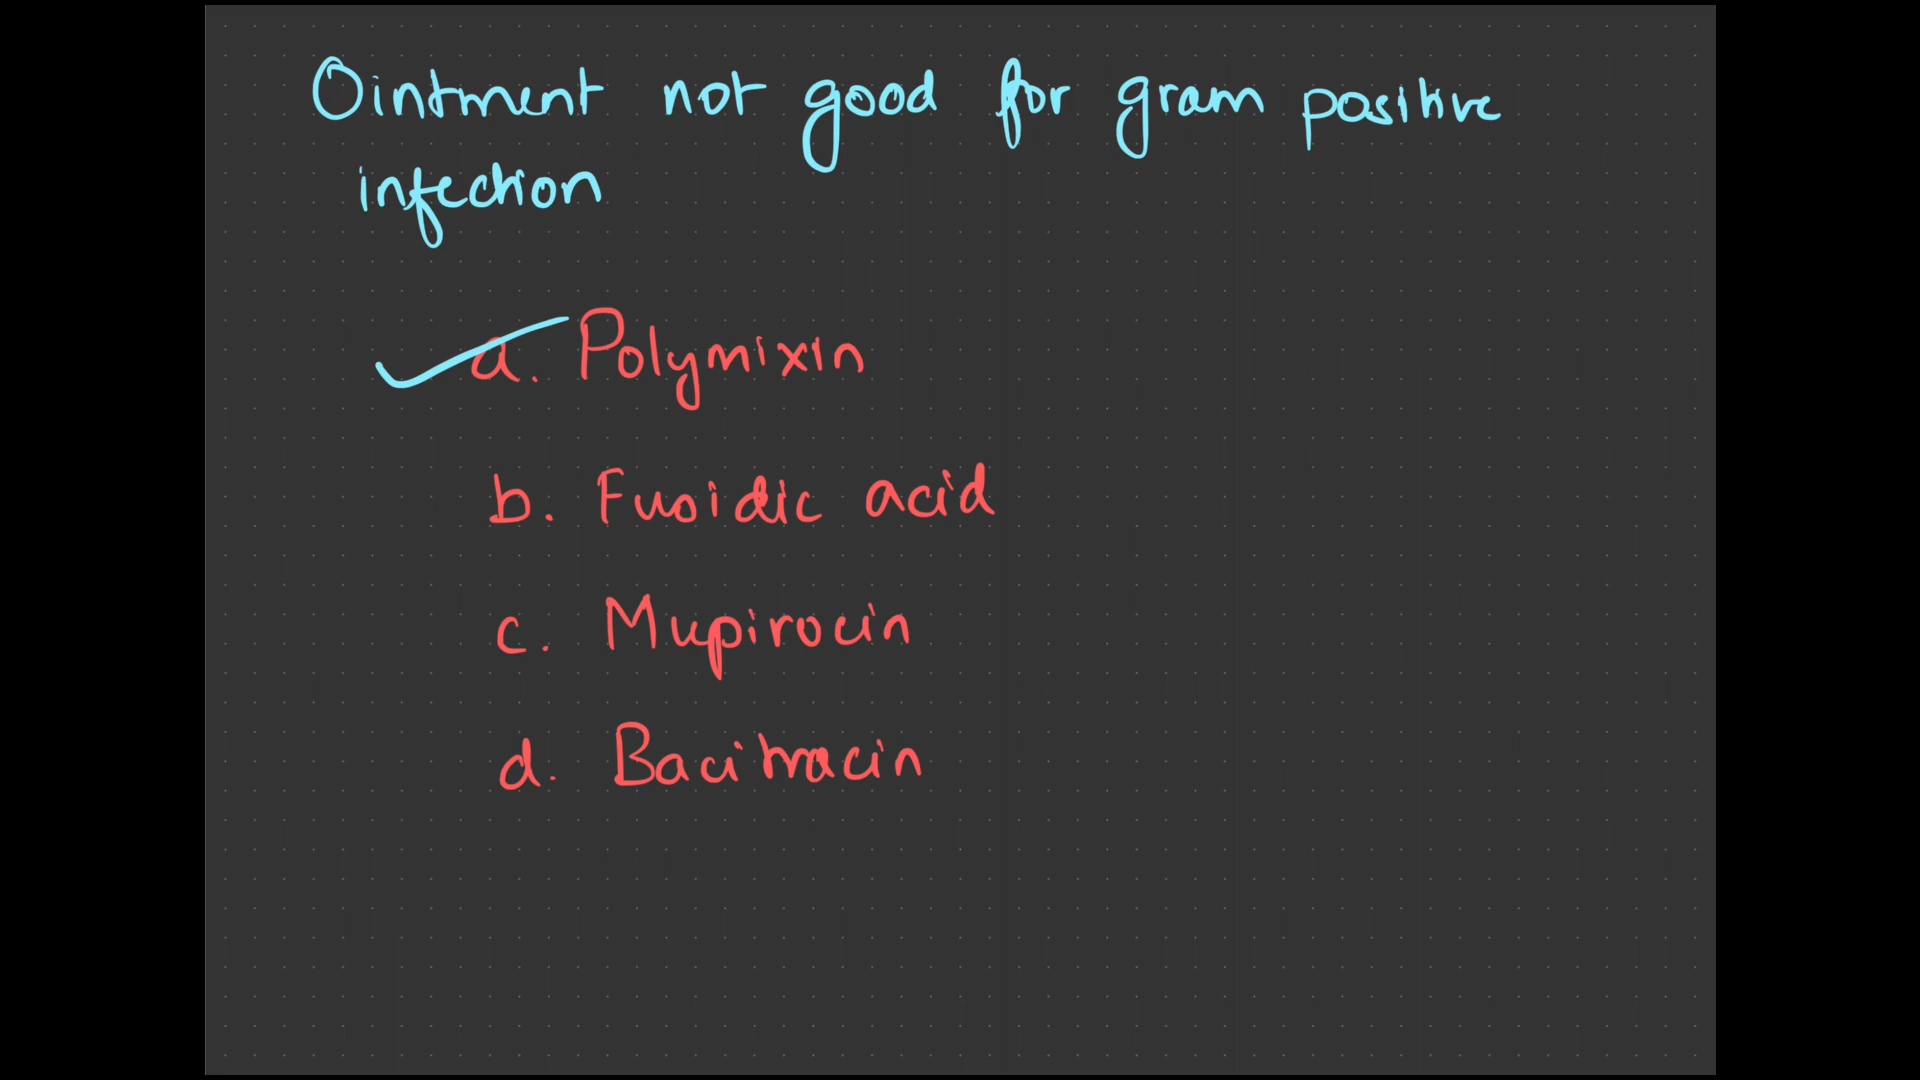 Ointment not good for gram positive
infection
a. Polymixin
b. Fusidic acid
c. Mupirocin
d. Bacitracin